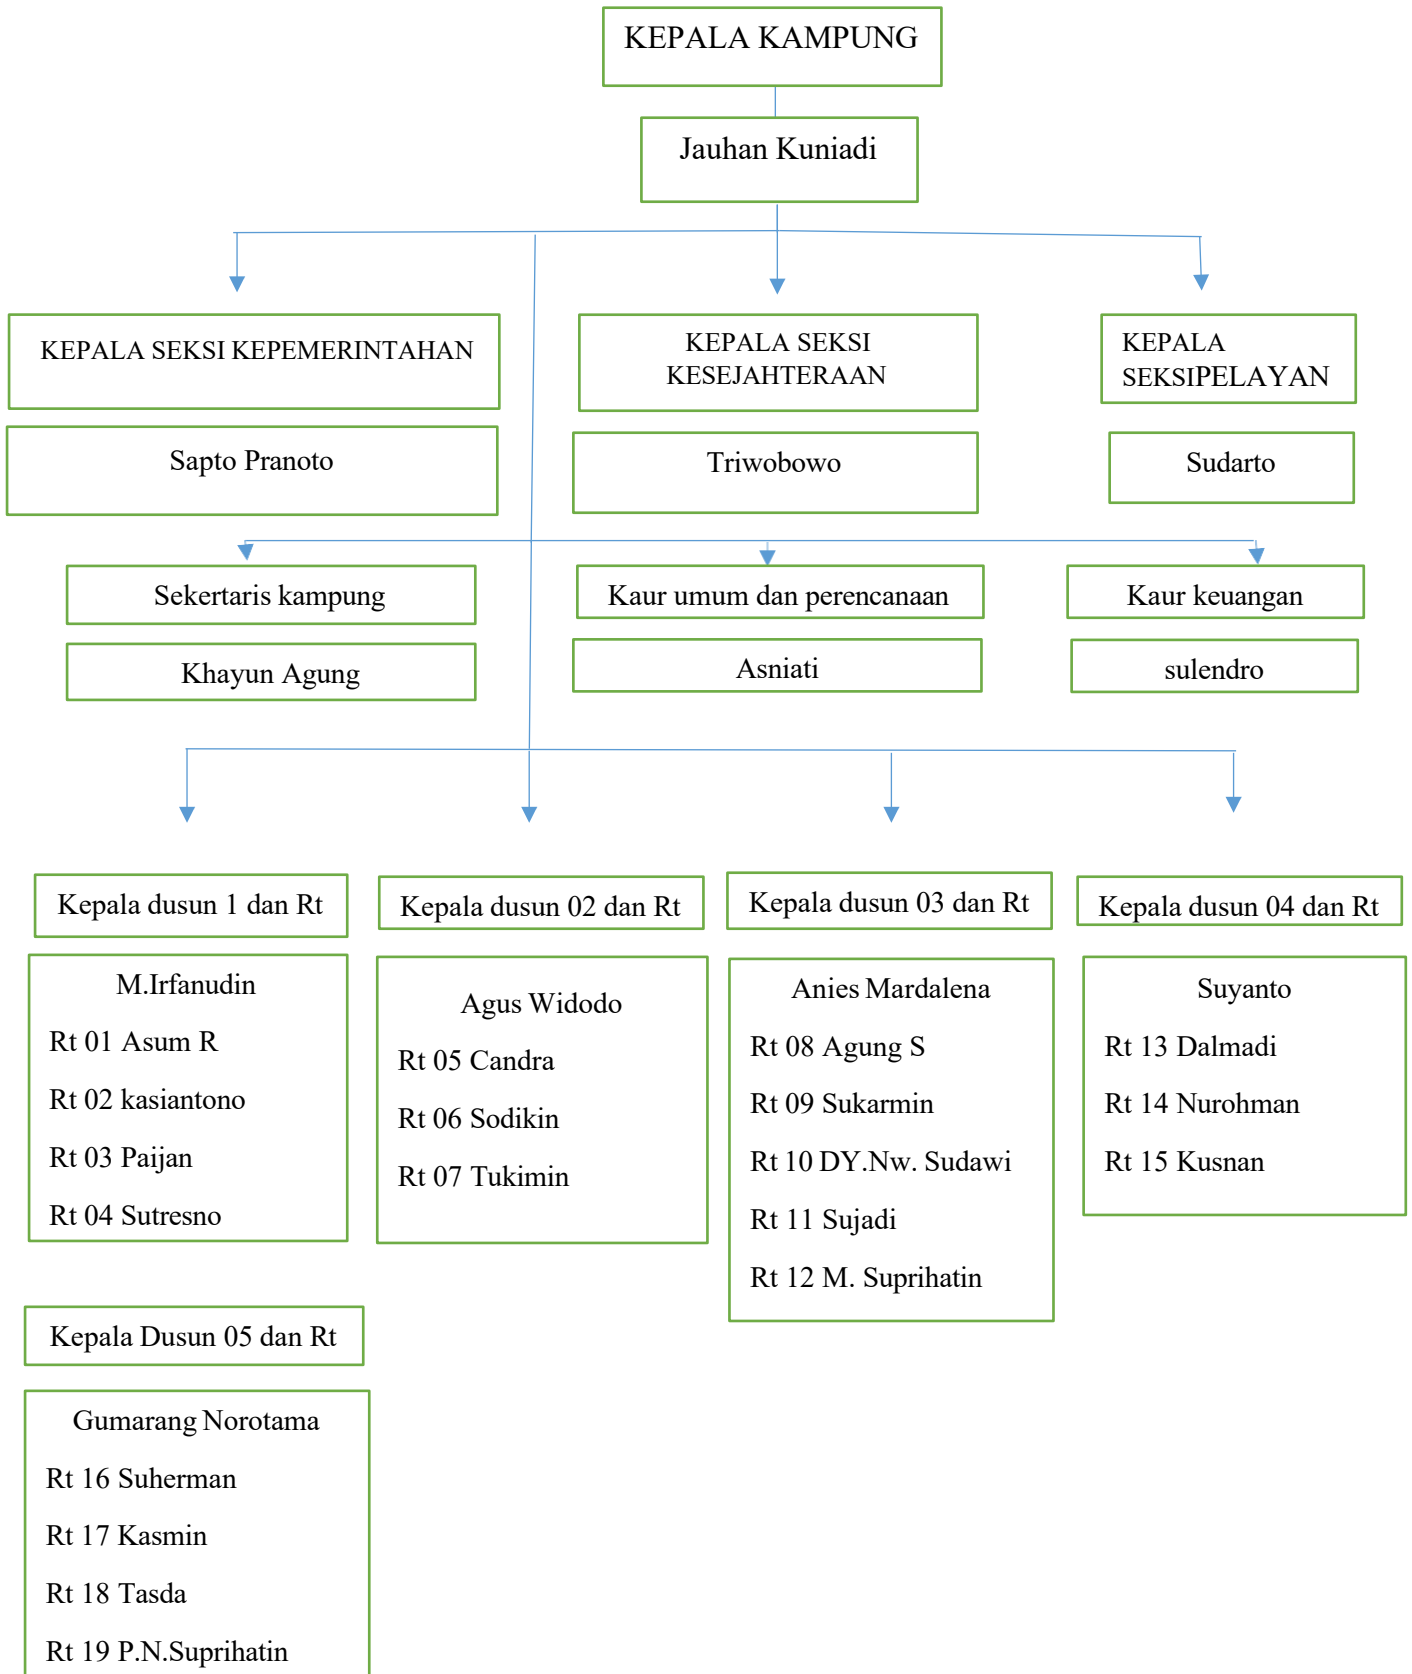 KEPALA KAMPUNG
Jauhan Kuniadi
KEPALA SEKSI KEPEMERINTAHAN
KEPALA SEKSI
KESEJAHTERAAN
KEPALA
SEKSIPELAYAN
Sapto Pranoto
Triwobowo
Sudarto
Sekertaris kampung
Kaur umum dan perencanaan
Kaur keuangan
Khayun Agung
Asniati
sulendro
Kepala dusun 1 dan Rt
Kepala dusun 02 dan Rt
Kepala dusun 03 dan Rt
Kepala dusun 04 dan Rt
M.Irfanudin
Rt 01 Asum R
Rt 02 kasiantono
Rt 03 Paijan
Rt 04 Sutresno
Agus Widodo
Rt 05 Candra
Rt 06 Sodikin
Rt 07 Tukimin
Anies Mardalena
Rt 08 Agung S
Rt 09 Sukarmin
Rt 10 DY.Nw. Sudawi
Rt 11 Sujadi
Rt 12 M. Suprihatin
Suyanto
Rt 13 Dalmadi
Rt 14 Nurohman
Rt 15 Kusnan
Kepala Dusun 05 dan Rt
Gumarang Norotama
Rt 16 Suherman
Rt 17 Kasmin
Rt 18 Tasda
Rt 19 P.N.Suprihatin